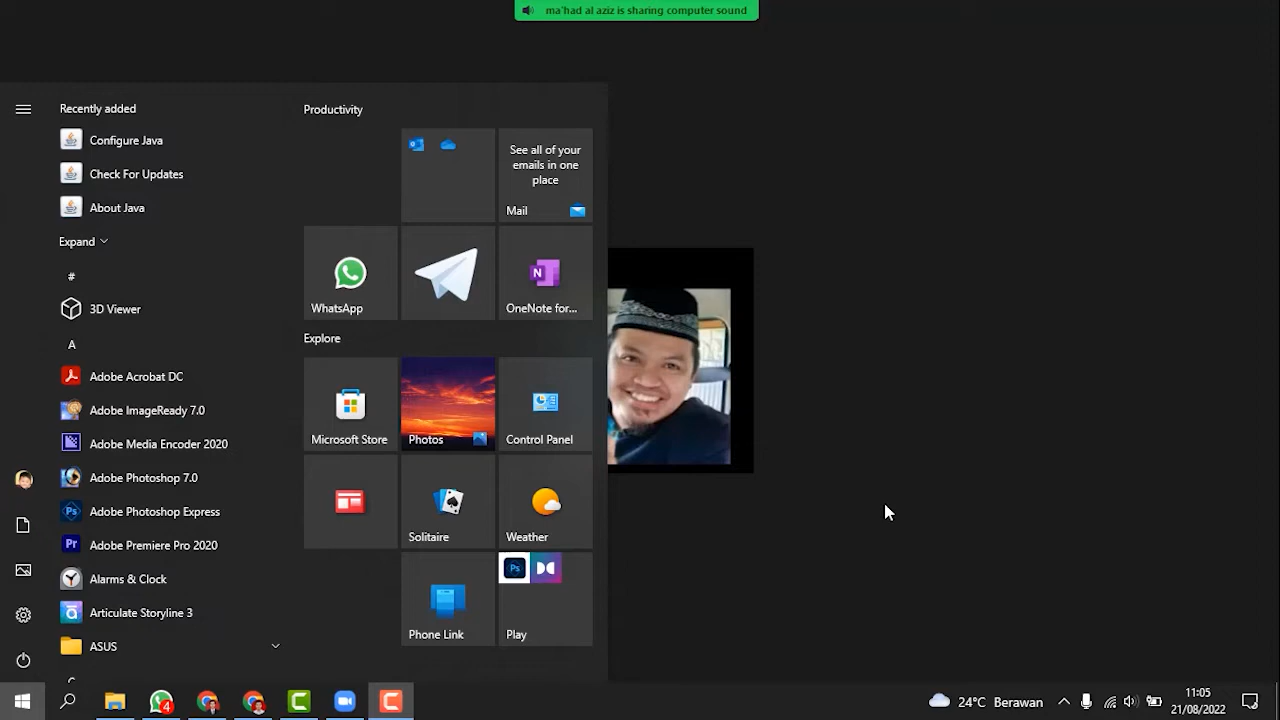 ma'had al aziz is sharing computer sound
Recently added
Configure Java
Check For Updates
About Java
Expand
#
3D Viewer
A
Adobe Acrobat DC
Adobe ImageReady 7.0
Adobe Media Encoder 2020
Adobe Photoshop 7.0
Adobe Photoshop Express
Adobe Premiere Pro 2020
Alarms & Clock
Articulate Storyline 3
ASUS
Productivity
See all of your
emails in one
place
Mail
WhatsApp
OneNote for...
Explore
Microsoft Store
Photos
Control Panel
Solitaire
Weather
Phone Link
Play
4
24°C Berawan
11:05
21/08/2022